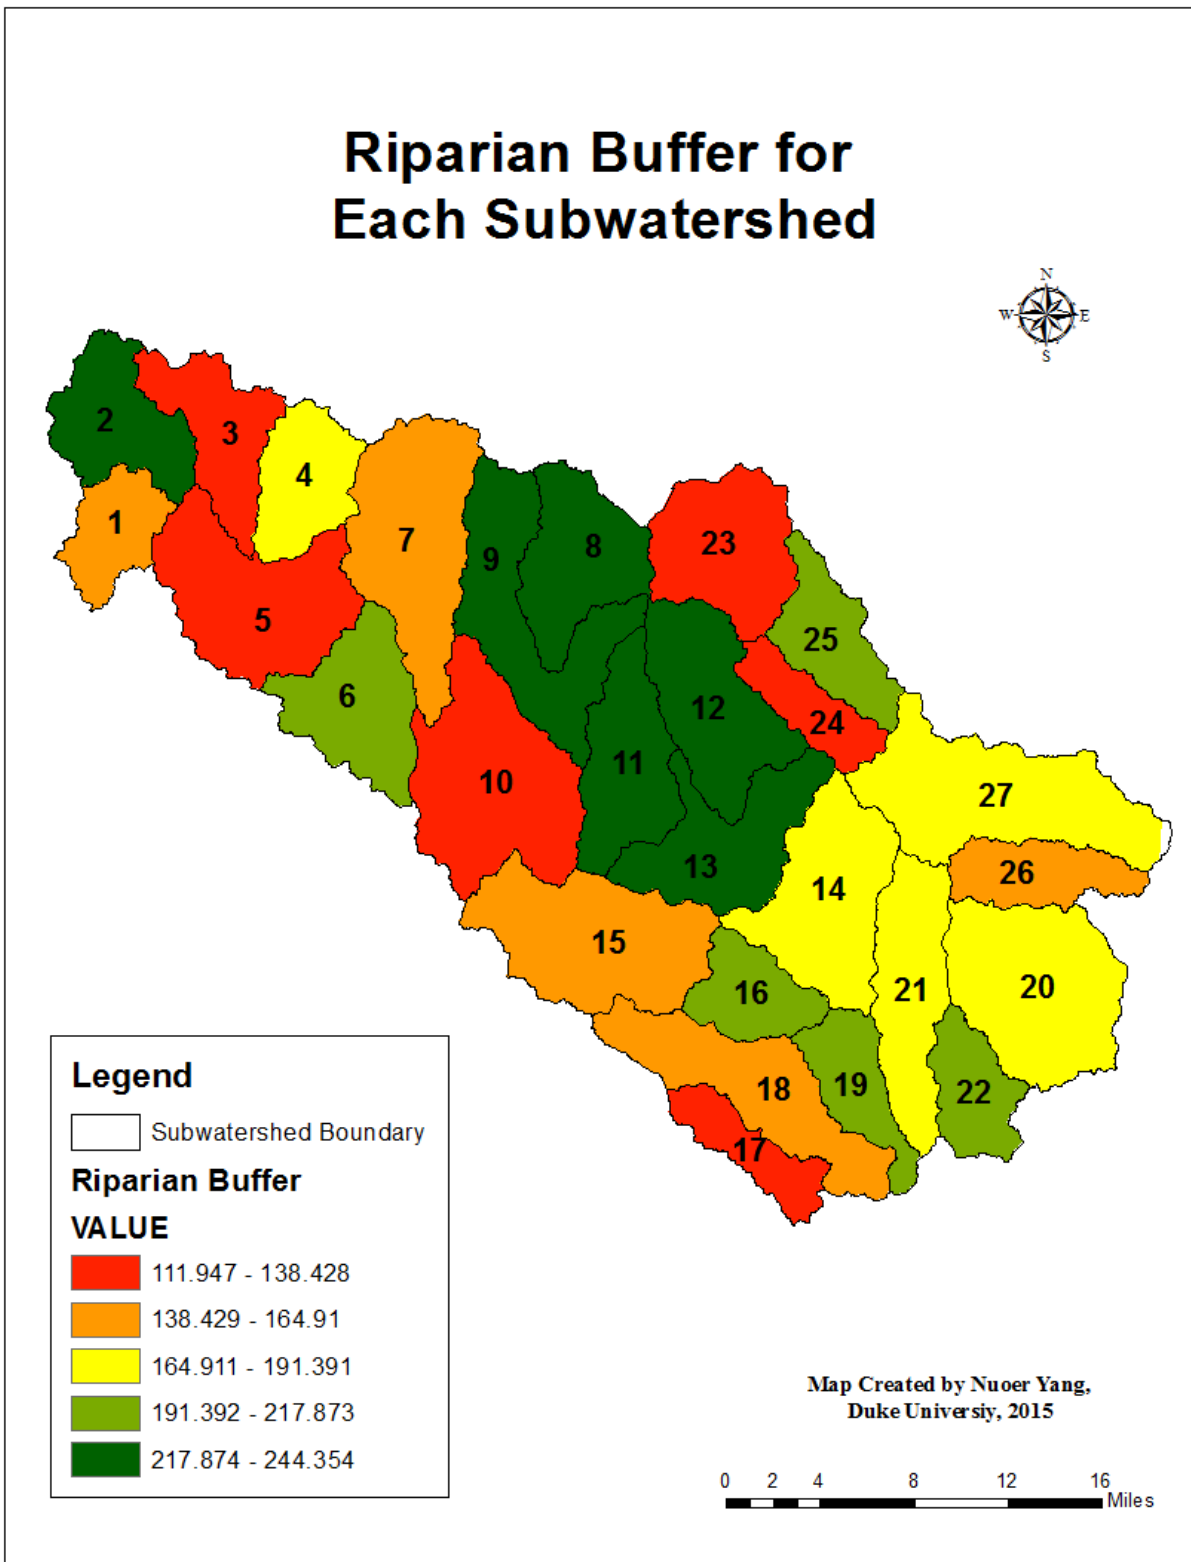 Riparian Buffer for
Each Subwatershed
N
W E
S
2
3
4
1
7
9
8
23
5
25
6
12
24
11
10
27
13
26
14
15
16
21
20
18
19
22
17
Legend
Subwatershed Boundary
Riparian Buffer
VALUE
111.947 - 138.428
138.429 - 164.91
164.911 - 191.391
191.392 - 217.873
217.874 - 244.354
Map Created by Nuoer Yang,
Duke Universiy, 2015
0 2 4 8 12 16
Miles